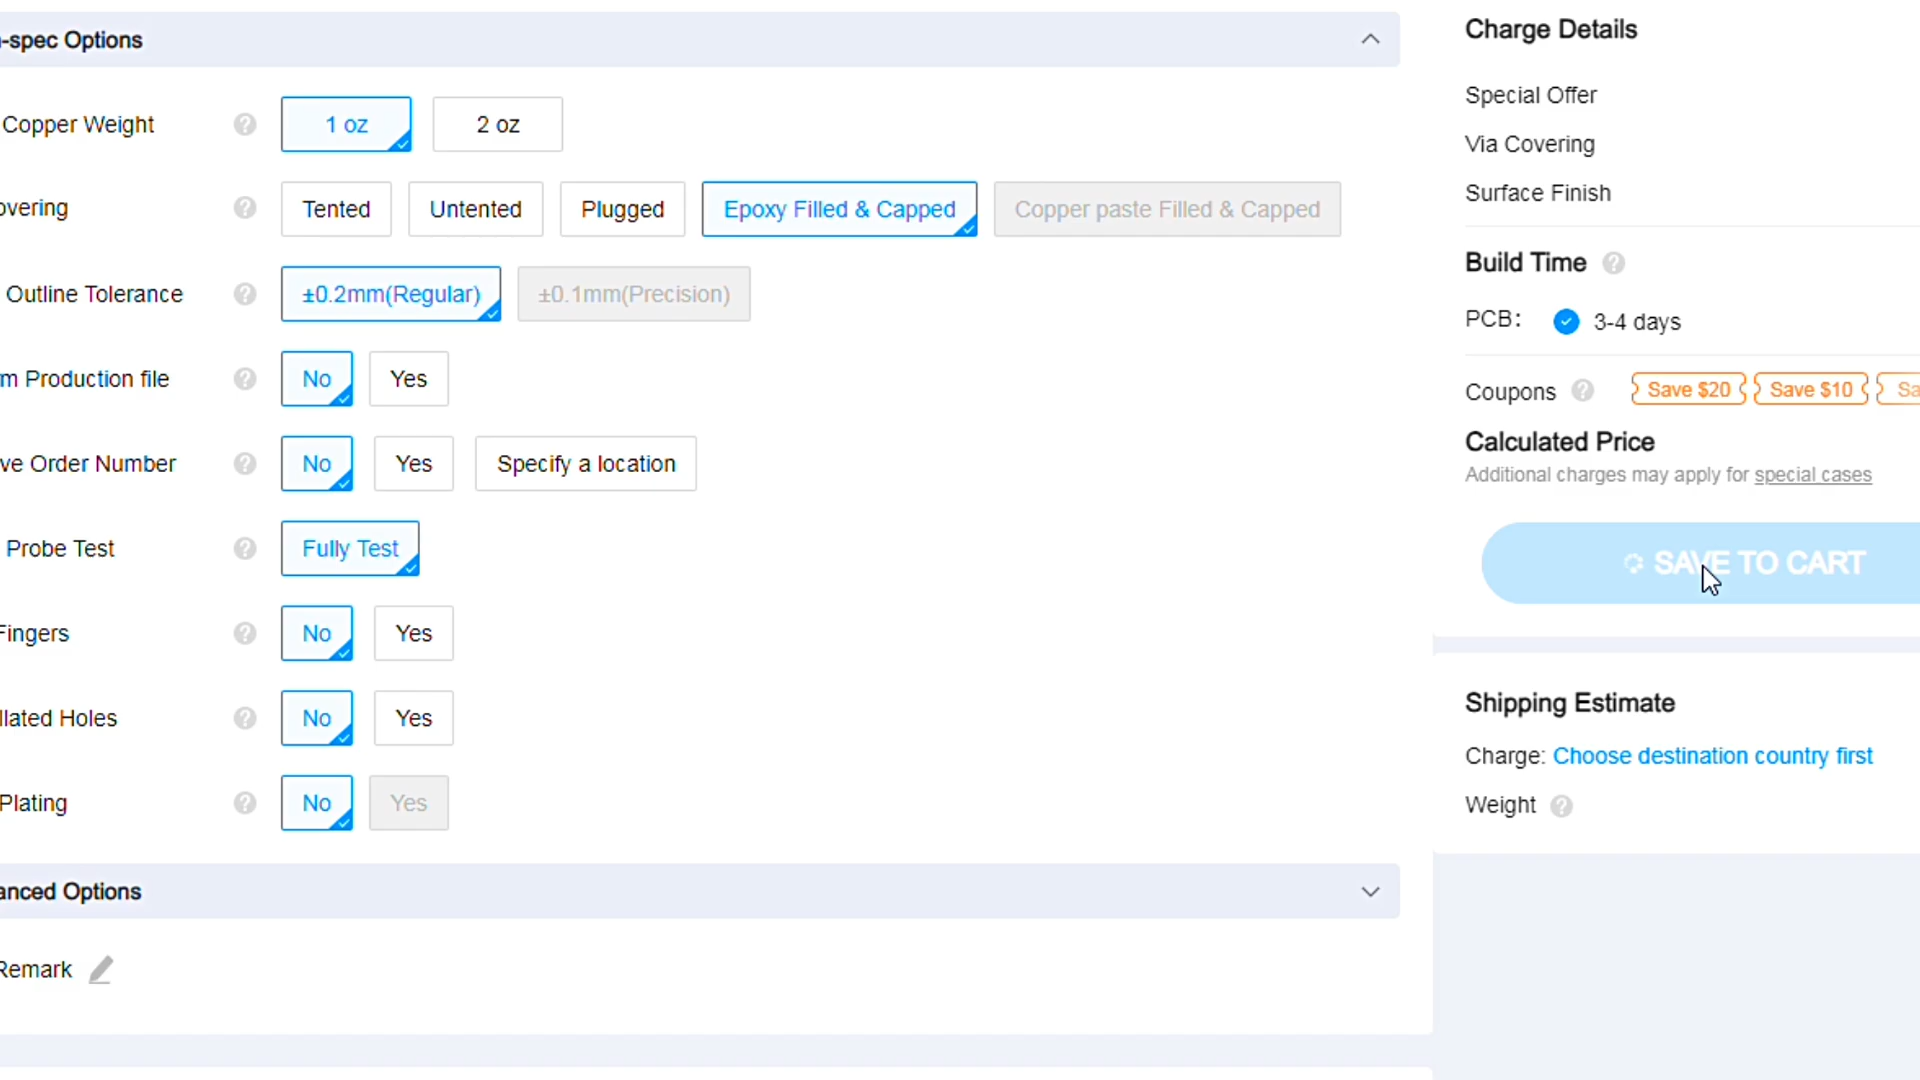 -spec Options
Copper Weight 1 oz 2 oz
overing Tented Untented Plugged Epoxy Filled & Capped Copper paste Filled & Capped
Outline Tolerance ±0.2mm(Regular) ±0.1mm(Precision)
m Production file No Yes
ve Order Number No Yes Specify a location
Probe Test Fully Test
Fingers No Yes
llated Holes No Yes
Plating No Yes
anced Options
Remark
Charge Details
Special Offer
Via Covering
Surface Finish
Build Time
PCB: 3-4 days
Coupons Save $20 Save $10 Sa
Calculated Price
Additional charges may apply for special cases
SAVE TO CART
Shipping Estimate
Charge: Choose destination country first
Weight